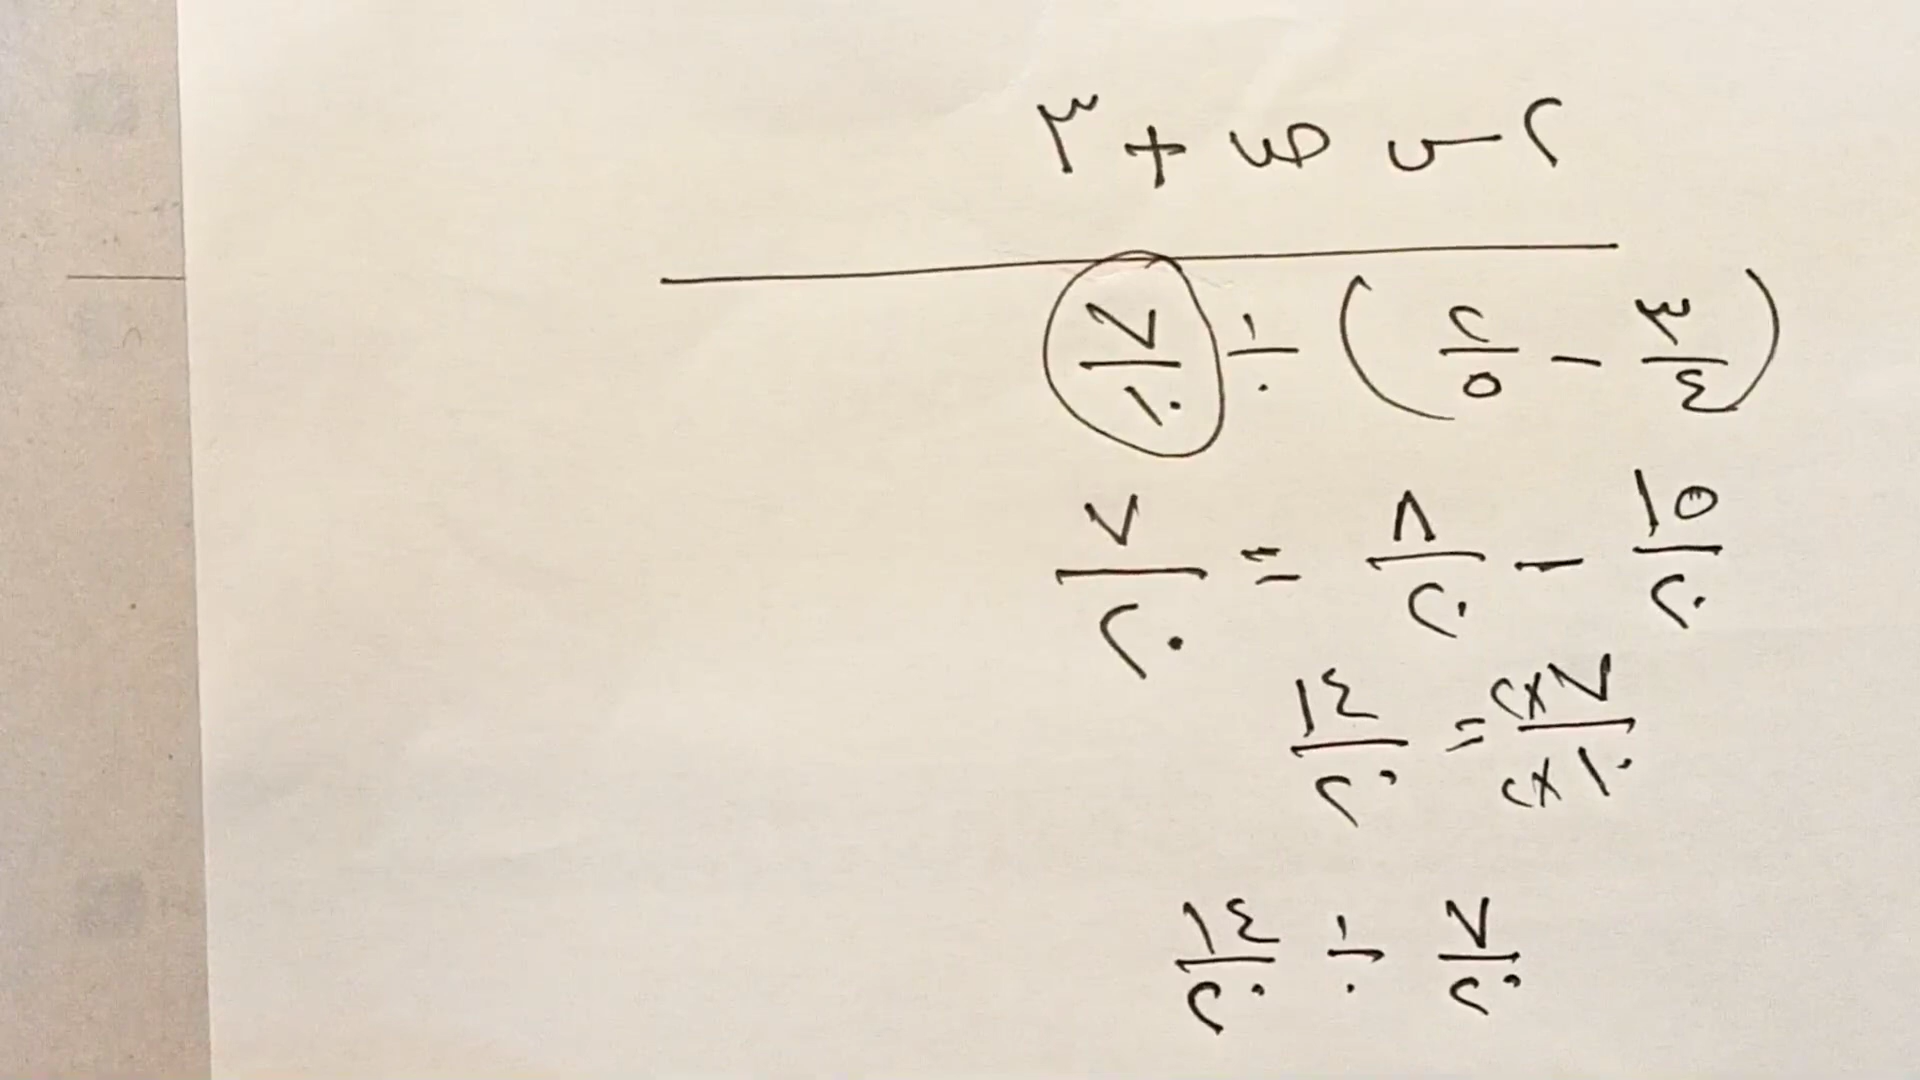 ٢س ص + ٣
(٣/٤ - ٢/٥) ÷ ٧/١٠
١٥/٢٠ - ٨/٢٠ = ٧/٢٠
٧×٢/١٠×٢ = ١٤/٢٠
٧/٢٠ ÷ ١٤/٢٠